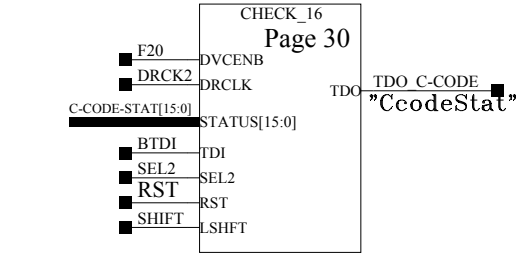 CHECK_16
Page 30
F20
DVCENB
DRCK2
DRCLK
TDO
TDO_C-CODE
"CcodeStat"
C-CODE-STAT[15:0]
STATUS[15:0]
BTDI
TDI
SEL2
SEL2
RST
RST
SHIFT
LSHFT